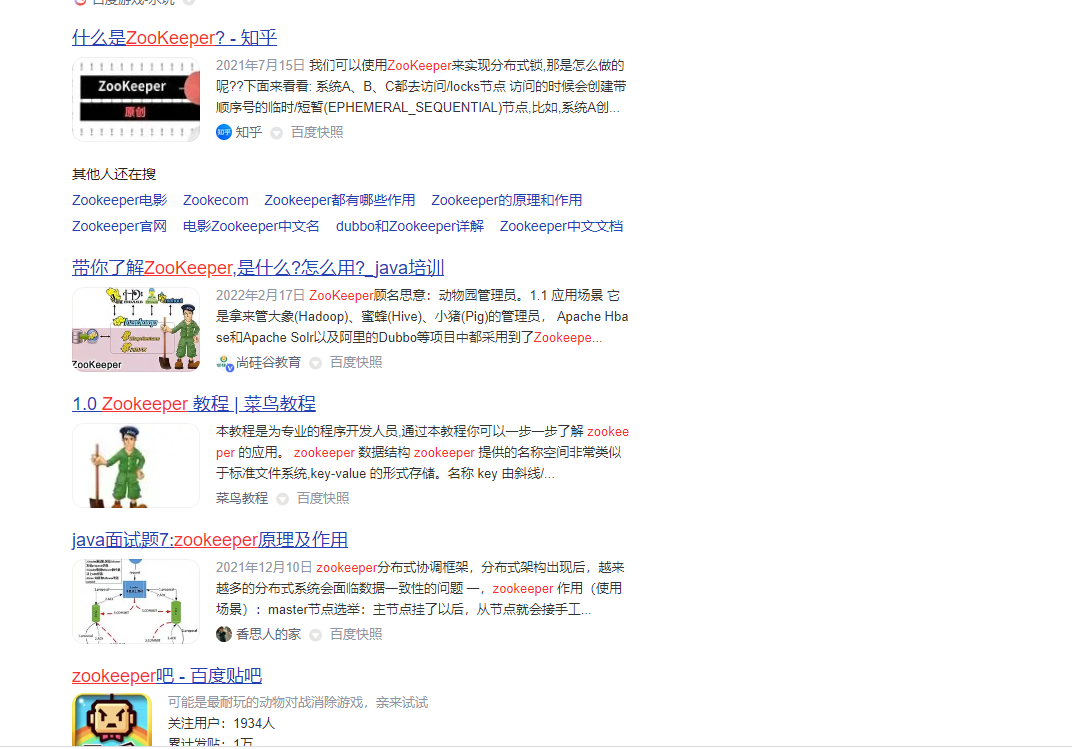 百度游戏-乐玩
什么是ZooKeeper? - 知乎
ZooKeeper
原创
2021年7月15日 我们可以使用ZooKeeper来实现分布式锁,那是怎么做的
呢??下面来看看: 系统A、B、C都去访问/locks节点 访问的时候会创建带
顺序号的临时/短暂(EPHEMERAL_SEQUENTIAL)节点,比如,系统A创...
知乎 知乎 百度快照
其他人还在搜
Zookeeper电影 Zookecom Zookeeper都有哪些作用 Zookeeper的原理和作用
Zookeeper官网 电影Zookeeper中文名 dubbo和Zookeeper详解 Zookeeper中文文档
带你了解ZooKeeper,是什么?怎么用?_java培训
ZooKeeper
2022年2月17日 ZooKeeper顾名思意：动物园管理员。1.1 应用场景 它
是拿来管大象(Hadoop)、蜜蜂(Hive)、小猪(Pig)的管理员， Apache Hba
se和Apache Solr以及阿里的Dubbo等项目中都采用到了Zookeepe...
尚硅谷教育 百度快照
1.0 Zookeeper 教程 | 菜鸟教程
本教程是为专业的程序开发人员,通过本教程你可以一步一步了解 zookee
per 的应用。 zookeeper 数据结构 zookeeper 提供的名称空间非常类似
于标准文件系统,key-value 的形式存储。名称 key 由斜线/...
菜鸟教程 百度快照
java面试题7:zookeeper原理及作用
2021年12月10日 zookeeper分布式协调框架，分布式架构出现后，越来
越多的分布式系统会面临数据一致性的问题 一，zookeeper 作用（使用
场景）：master节点选举：主节点挂了以后，从节点就会接手工...
香思人的家 百度快照
zookeeper吧 - 百度贴吧
可能是最耐玩的动物对战消除游戏，亲来试试
关注用户：1934人
累计发贴：1万